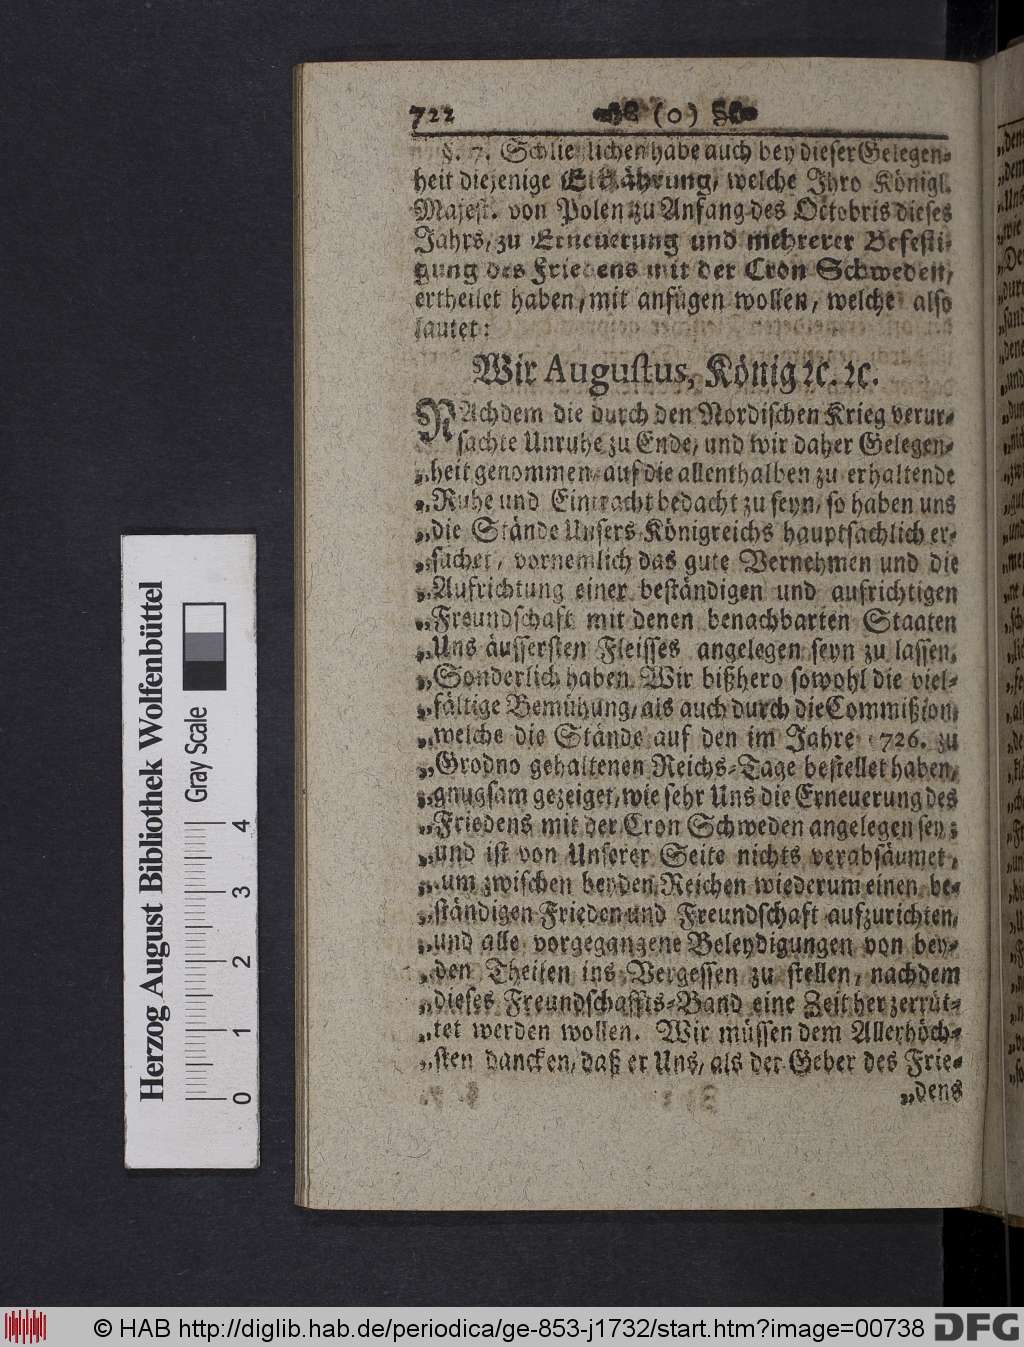 722 (o)
§. 7. Schließlichen habe auch bey dieser Gelegen-
heit diejenige Erklährung, welche Ihro Königl.
Majest. von Polen zu Anfang des Octobris dieses
Jahrs, zu Erneuerung und mehrerer Befesti-
gung des Friedens mit der Cron Schweden,
ertheilet haben, mit anfügen wollen, welche also
lautet:
Wir Augustus, König ꝛc. ꝛc.
NAchdem die durch den Nordischen Krieg verur-
sachte Unruhe zu Ende, und wir daher Gelegen-
„heit genommen, auf die allenthalben zu erhaltende
„Ruhe und Eintracht bedacht zu seyn, so haben uns
„die Stände Unsers Königreichs hauptsächlich er-
„suchet, vornemlich das gute Vernehmen und die
„Aufrichtung einer beständigen und aufrichtigen
„Freundschaft mit denen benachbarten Staaten
„Uns äussersten Fleisses angelegen seyn zu lassen,
„Sonderlich haben Wir bißhero sowohl die viel-
„fältige Bemühung, als auch durch die Commißion,
„welche die Stände auf den im Jahre 1726. zu
„Grodno gehaltenen Reichs-Tage bestellet haben,
„gnugsam gezeiget, wie sehr Uns die Erneuerung des
„Friedens mit der Cron Schweden angelegen sey;
„und ist von Unserer Seite nichts verabsäumet,
„um zwischen beyden Reichen wiederum einen be-
„ständigen Frieden und Freundschaft aufzurichten,
„und alle vorgegangene Beleydigungen von bey-
„den Theilen ins Vergessen zu stellen, nachdem
„dieses Freundschaffts-Band eine Zeit her zerrüt-
„tet werden wollen. Wir müssen dem Allerhöch-
„sten dancken, daß er Uns, als der Geber des Frie-
„dens
Herzog August Bibliothek Wolfenbüttel
Gray Scale
0 1 2 3 4
© HAB http://diglib.hab.de/periodica/ge-853-j1732/start.htm?image=00738 DFG